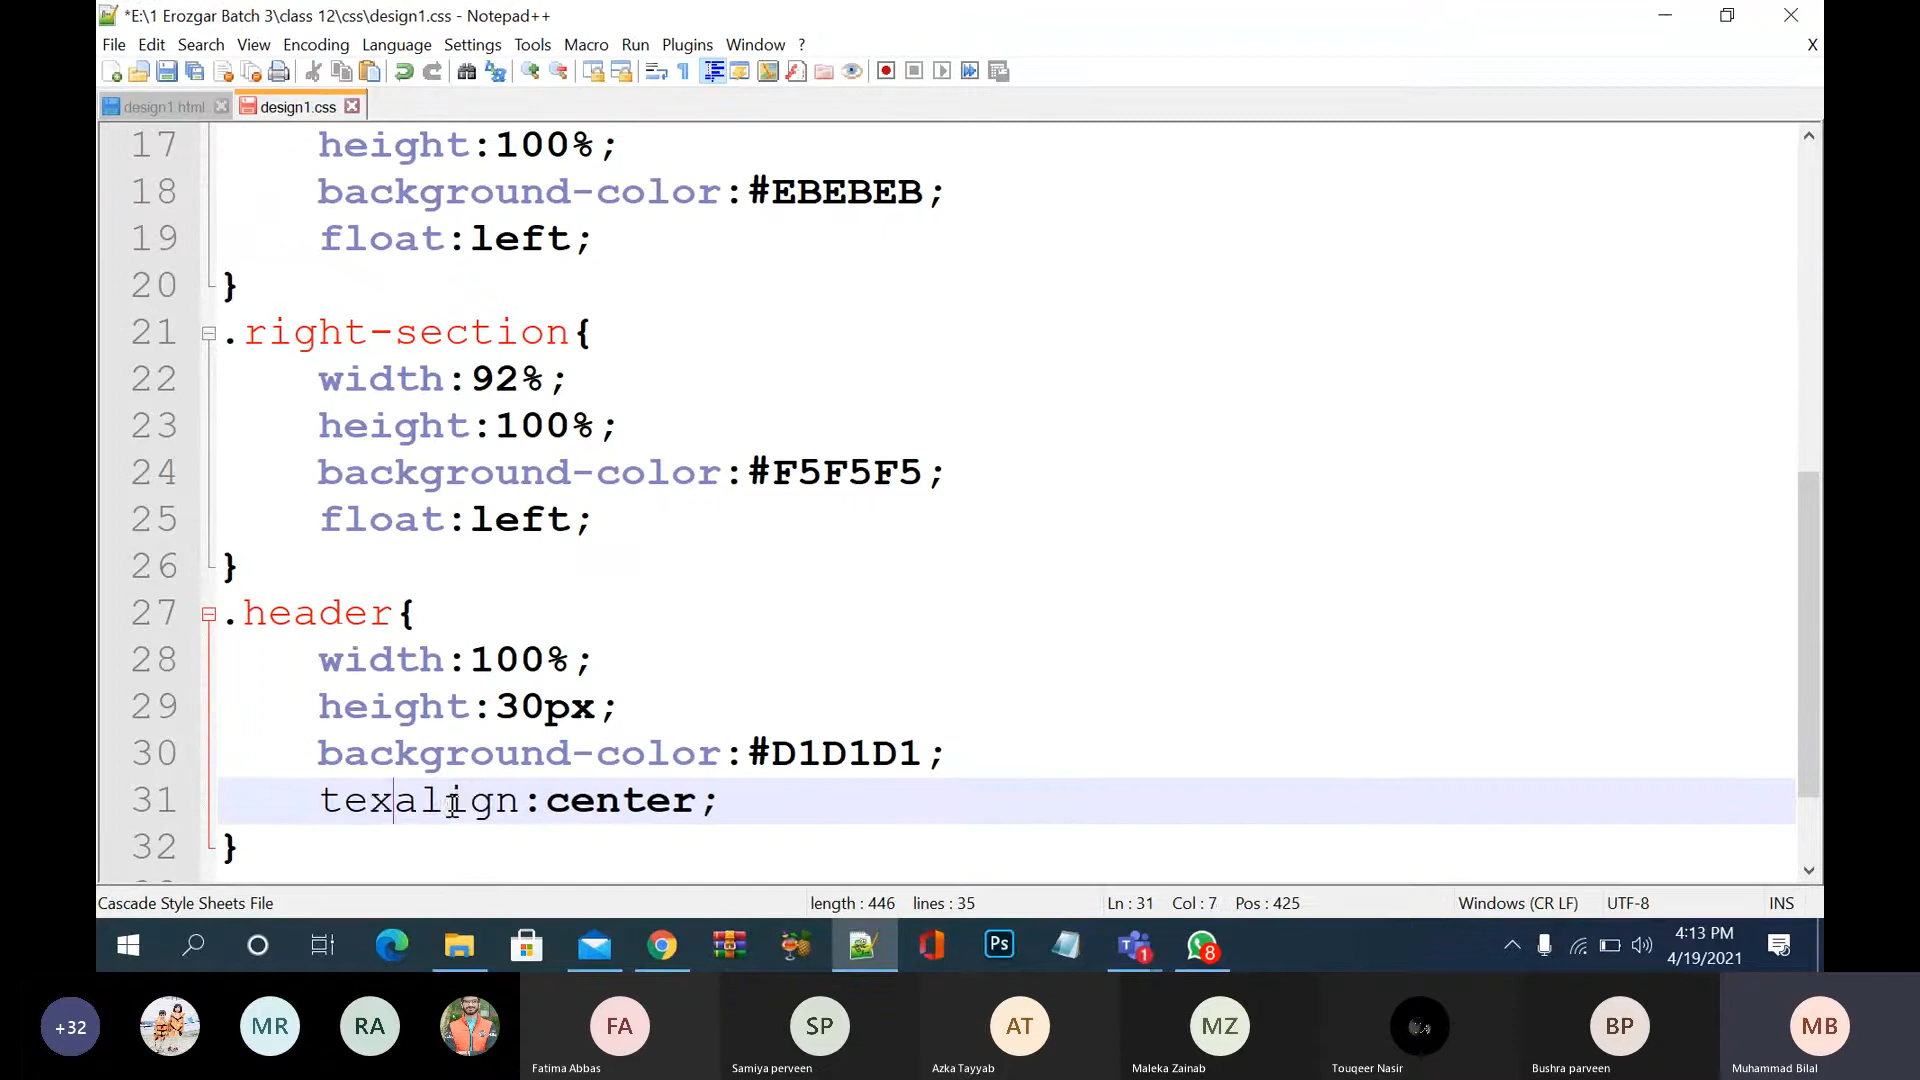 *E:\1 Erozgar Batch 3\class 12\css\design1.css - Notepad++
File Edit Search View Encoding Language Settings Tools Macro Run Plugins Window ? X
design1.html design1.css
17 height:100%;
18 background-color:#EBEBEB;
19 float:left;
20 }
21 .right-section{
22 width:92%;
23 height:100%;
24 background-color:#F5F5F5;
25 float:left;
26 }
27 .header{
28 width:100%;
29 height:30px;
30 background-color:#D1D1D1;
31 texalign:center;
32 }
Cascade Style Sheets File length : 446 lines : 35 Ln : 31 Col : 7 Pos : 425 Windows (CR LF) UTF-8 INS
Ps 1 8 4:13 PM
4/19/2021
+32 MR RA FA SP AT MZ BP MB
Fatima Abbas Samiya perveen Azka Tayyab Maleka Zainab Touqeer Nasir Bushra parveen Muhammad Bilal